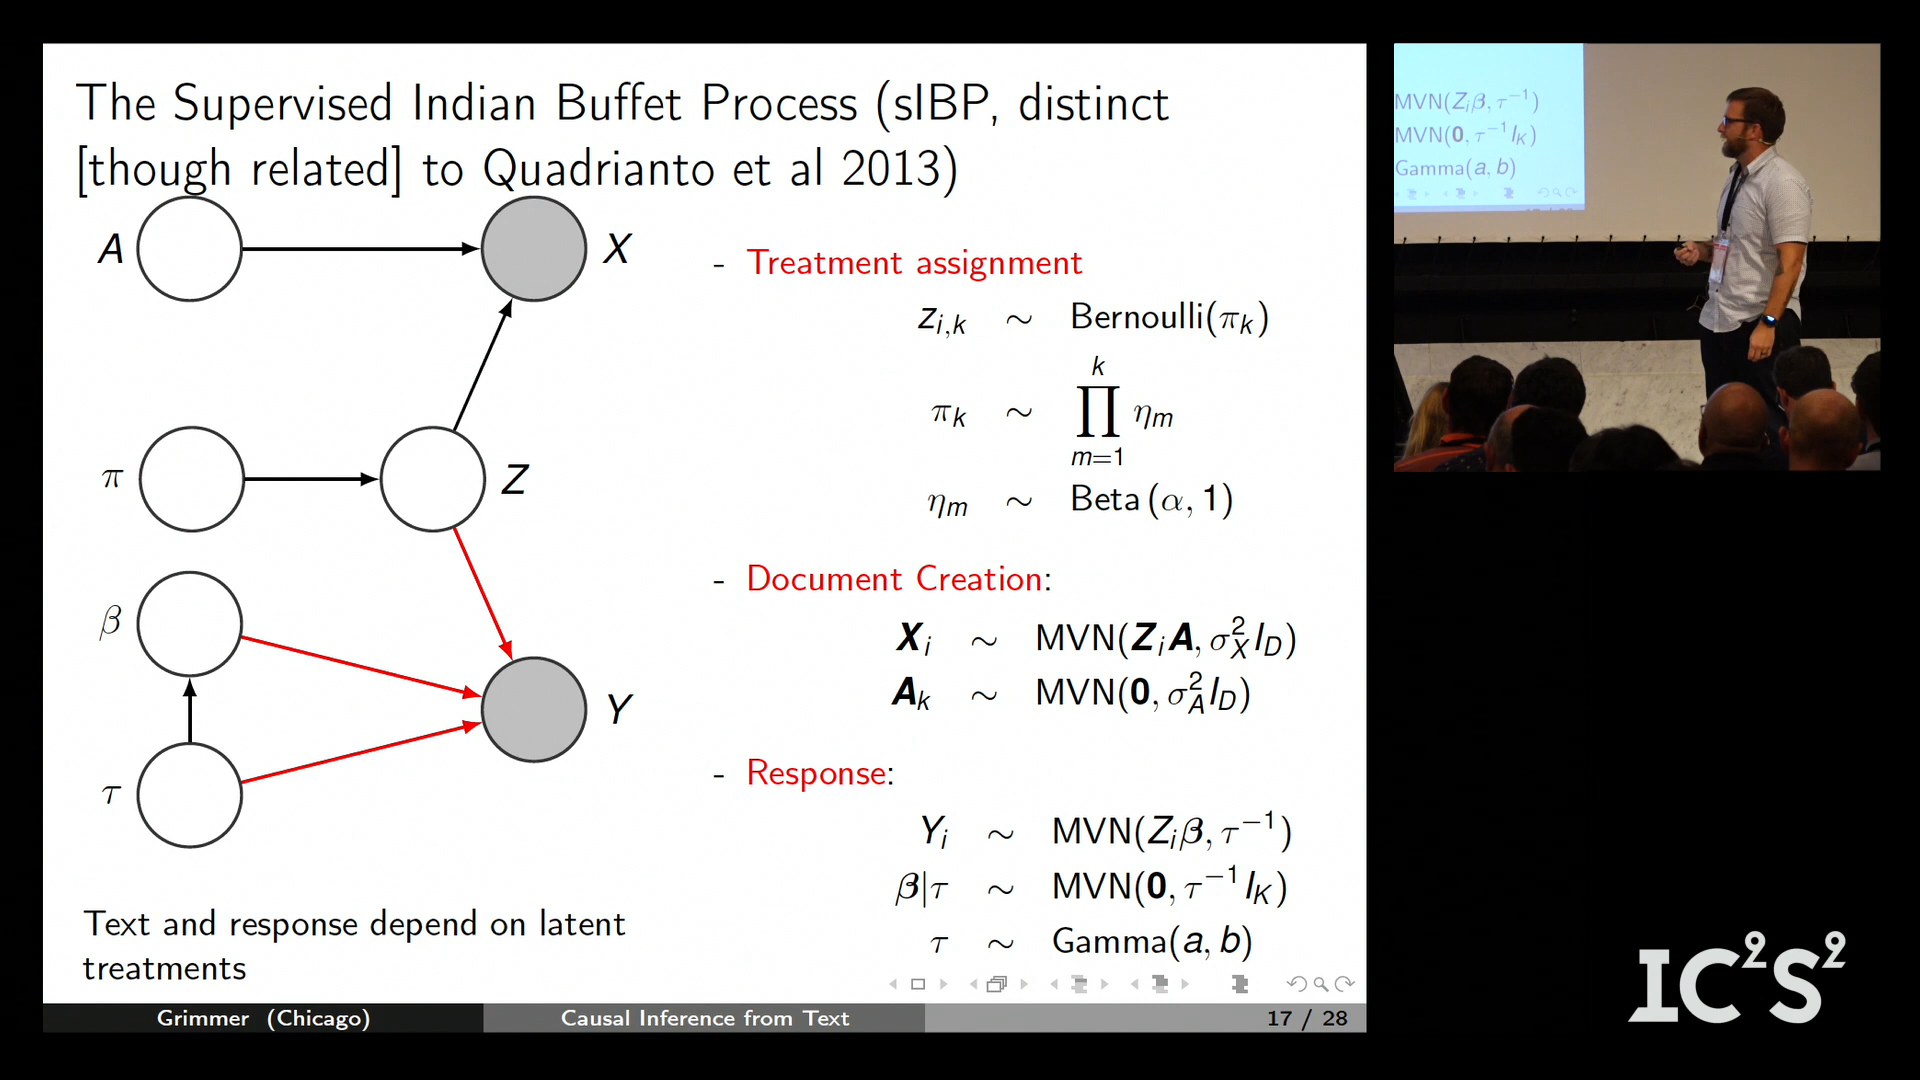 The Supervised Indian Buffet Process (sIBP, distinct
[though related] to Quadrianto et al 2013)
A
X
π
Z
β
Y
τ
Text and response depend on latent
treatments
- Treatment assignment
z_{i,k} ∼ Bernoulli(π_k)
π_k ∼ ∏_{m=1}^{k} η_m
η_m ∼ Beta (α, 1)
- Document Creation:
X_i ∼ MVN(Z_i A, σ_X^2 I_D)
A_k ∼ MVN(0, σ_A^2 I_D)
- Response:
Y_i ∼ MVN(Z_i β, τ^{-1})
β|τ ∼ MVN(0, τ^{-1} I_K)
τ ∼ Gamma(a, b)
Grimmer (Chicago)
Causal Inference from Text
17 / 28
MVN(Z_i β, τ^{-1})
MVN(0, τ^{-1} I_K)
Gamma(a, b)
IC²S²